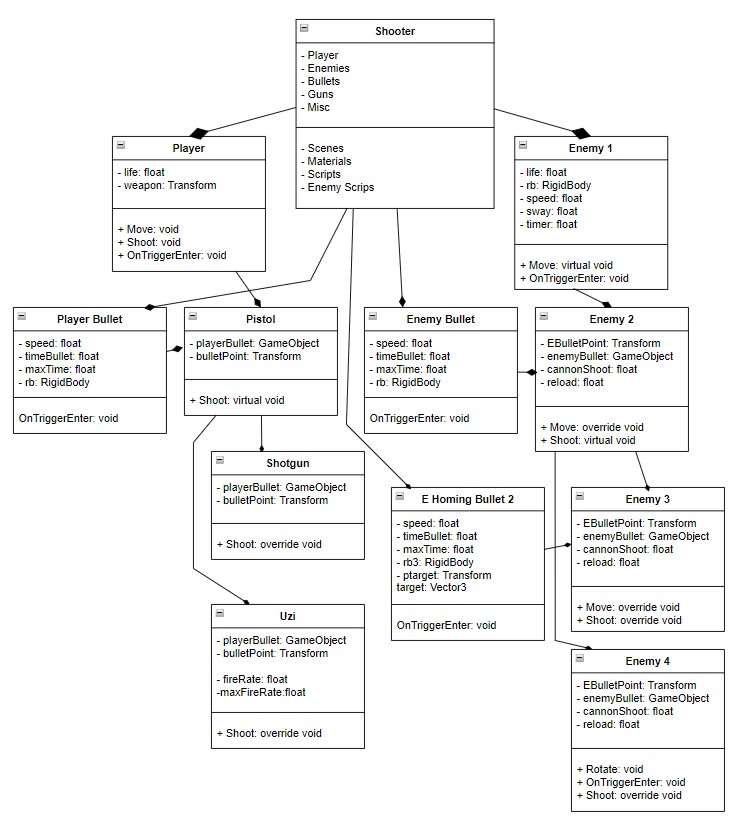 Shooter
- Player
- Enemies
- Bullets
- Guns
- Misc
- Scenes
- Materials
- Scripts
- Enemy Scrips
Player
- life: float
- weapon: Transform
+ Move: void
+ Shoot: void
+ OnTriggerEnter: void
Enemy 1
- life: float
- rb: RigidBody
- speed: float
- sway: float
- timer: float
+ Move: virtual void
+ OnTriggerEnter: void
Player Bullet
- speed: float
- timeBullet: float
- maxTime: float
- rb: RigidBody
OnTriggerEnter: void
Pistol
- playerBullet: GameObject
- bulletPoint: Transform
+ Shoot: virtual void
Enemy Bullet
- speed: float
- timeBullet: float
- maxTime: float
- rb: RigidBody
OnTriggerEnter: void
Enemy 2
- EBulletPoint: Transform
- enemyBullet: GameObject
- cannonShoot: float
- reload: float
+ Move: override void
+ Shoot: virtual void
Shotgun
- playerBullet: GameObject
- bulletPoint: Transform
+ Shoot: override void
E Homing Bullet 2
- speed: float
- timeBullet: float
- maxTime: float
- rb3: RigidBody
- ptarget: Transform
target: Vector3
OnTriggerEnter: void
Enemy 3
- EBulletPoint: Transform
- enemyBullet: GameObject
- cannonShoot: float
- reload: float
+ Move: override void
+ Shoot: override void
Uzi
- playerBullet: GameObject
- bulletPoint: Transform
- fireRate: float
-maxFireRate:float
+ Shoot: override void
Enemy 4
- EBulletPoint: Transform
- enemyBullet: GameObject
- cannonShoot: float
- reload: float
+ Rotate: void
+ OnTriggerEnter: void
+ Shoot: override void